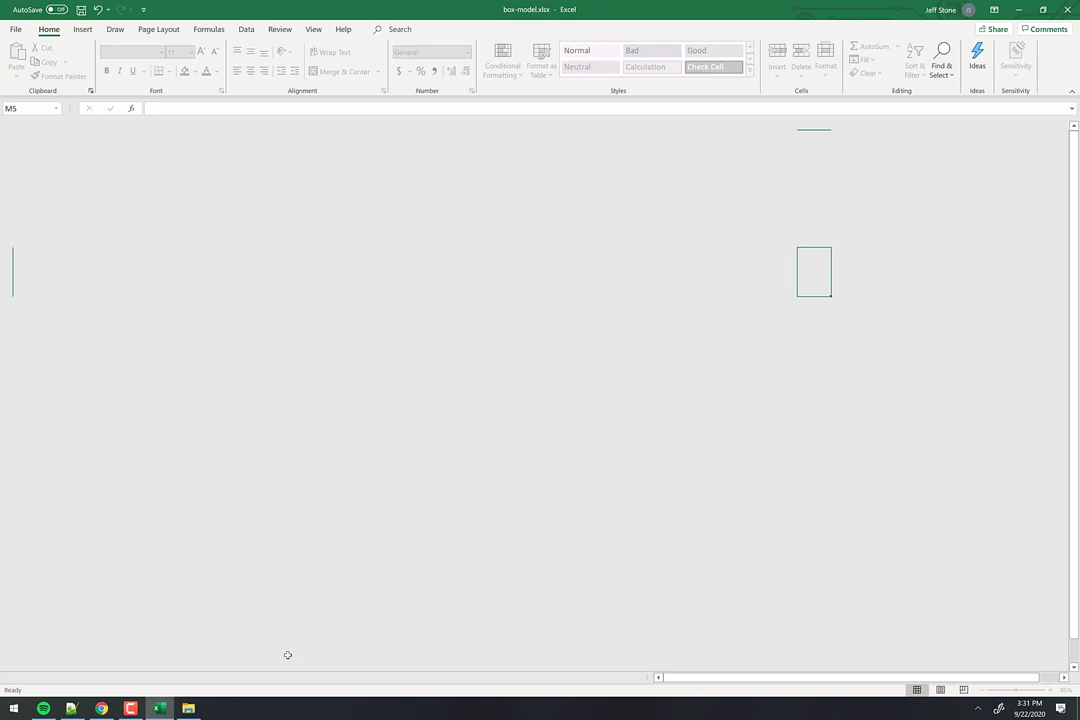 AutoSave Off box-model.xlsx - Excel Jeff Stone JS
File Home Insert Draw Page Layout Formulas Data Review View Help Search Share Comments
Paste Cut Copy Format Painter Clipboard
11 B I U Font
Wrap Text Merge & Center Alignment
General $ % Number
Conditional Formatting Format as Table Normal Bad Good Neutral Calculation Check Cell Styles
Insert Delete Format Cells
AutoSum Fill Clear Sort & Filter Find & Select Editing
Ideas Ideas
Sensitivity Sensitivity
M5 fx
Ready 85%
3:31 PM
9/22/2020